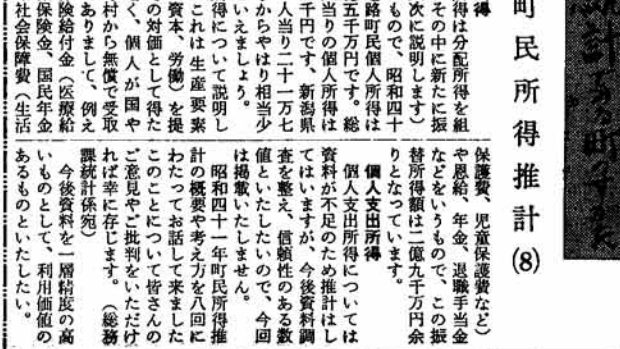 町民所得推計(8)
得
得は分配所得を組
その中に新たに振
次に説明します)
もので、昭和四十
路町民個人所得は
五千万円です。総
当りの個人所得は
千円です、新潟県
人当り二十一万七
からやはり相当少
いえましょう。
得について説明し
これは生産要素
資本、労働)を提
の対価として得た
く、個人が国や
村から無償で受取
ありまして、例え
険給付金(医療給
保険金、国民年金
社会保障費(生活
保護費、児童保護費など)
や恩給、年金、退職手当金
などをいうもので、この振
替所得額は二億九千万円余
りとなっています。
個人支出所得
個人支出所得については
資料が不足のため推計はし
てはいますが、今後資料調
査を整え、信頼性のある数
値といたしたいので、今回
は掲載いたしません。
昭和四十一年町民所得推
計の概要や考え方を八回に
わたってお話して来ました
このことについて皆さんの
ご意見やご批判をいただけ
れば幸に存じます。(総務
課統計係宛)
今後資料を一層精度の高
いものとして、利用価値の
あるものといたしたい。